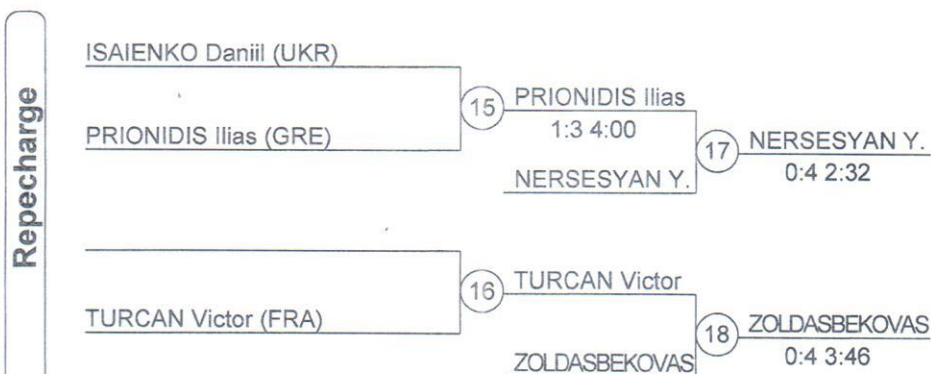 Repechage
ISAIENKO Daniil (UKR)
15
PRIONIDIS Ilias
PRIONIDIS Ilias (GRE)
1:3 4:00
17
NERSESYAN Y.
NERSESYAN Y.
0:4 2:32
16
TURCAN Victor
TURCAN Victor (FRA)
18
ZOLDASBEKOVAS
ZOLDASBEKOVAS
0:4 3:46